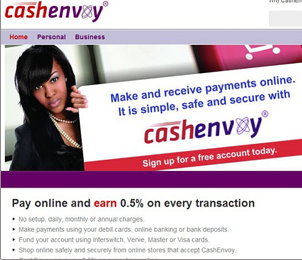 Why Cashen
cashenvoy®
Home Personal Business
Make and receive payments online.
It is simple, safe and secure with
cashenvoy®
Sign up for a free account today.
Pay online and earn 0.5% on every transaction
No setup, daily, monthly or annual charges.
Make payments using your debit cards, online banking or bank deposits.
Fund your account using Interswitch, Verve, Master or Visa cards.
Shop online safely and securely from online stores that accept CashEnvoy.